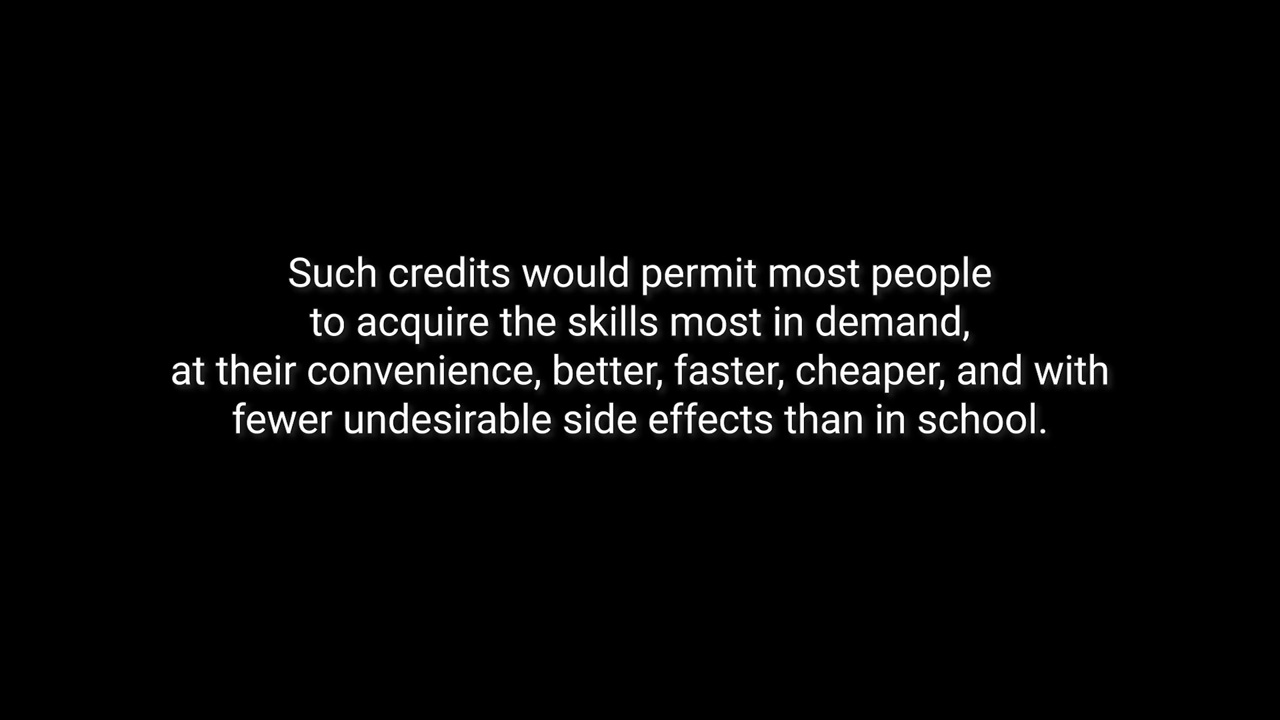 Such credits would permit most people
to acquire the skills most in demand,
at their convenience, better, faster, cheaper, and with
fewer undesirable side effects than in school.